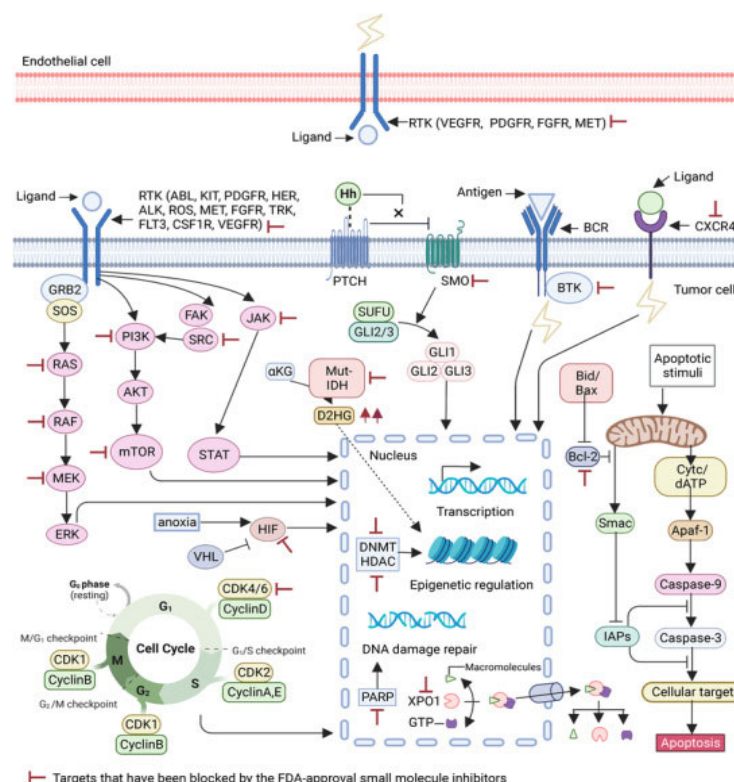 Endothelial cell
RTK (VEGFR, PDGFR, FGFR, MET)
Ligand
Ligand
RTK (ABL, KIT, PDGFR, HER,
ALK, ROS, MET, FGFR, TRK,
FLT3, CSF1R, VEGFR)
Hh
Antigen
Ligand
BCR
CXCR4
PTCH
SMO
BTK
Tumor cell
GRB2
SOS
FAK
SRC
JAK
PI3K
RAS
AKT
RAF
mTOR
MEK
ERK
STAT
SUFU
GLI2/3
GLI1
GLI2
GLI3
αKG
Mut-
IDH
D2HG
Bid/
Bax
Apoptotic
stimuli
Bcl-2
Cytc/
dATP
Smac
Apaf-1
Caspase-9
IAPs
Caspase-3
Cellular target
Apoptosis
Nucleus
Transcription
anoxia
HIF
VHL
DNMT
HDAC
Epigenetic regulation
DNA damage repair
PARP
XPO1
GTP
Macromolecules
G₀ phase
(resting)
G₁
CDK4/6
CyclinD
M/G₁ checkpoint
Cell Cycle
G₁/S checkpoint
CDK1
CyclinB
M
S
CDK2
CyclinA,E
G₂
G₂/M checkpoint
CDK1
CyclinB
Targets that have been blocked by the FDA-approval small molecule inhibitors